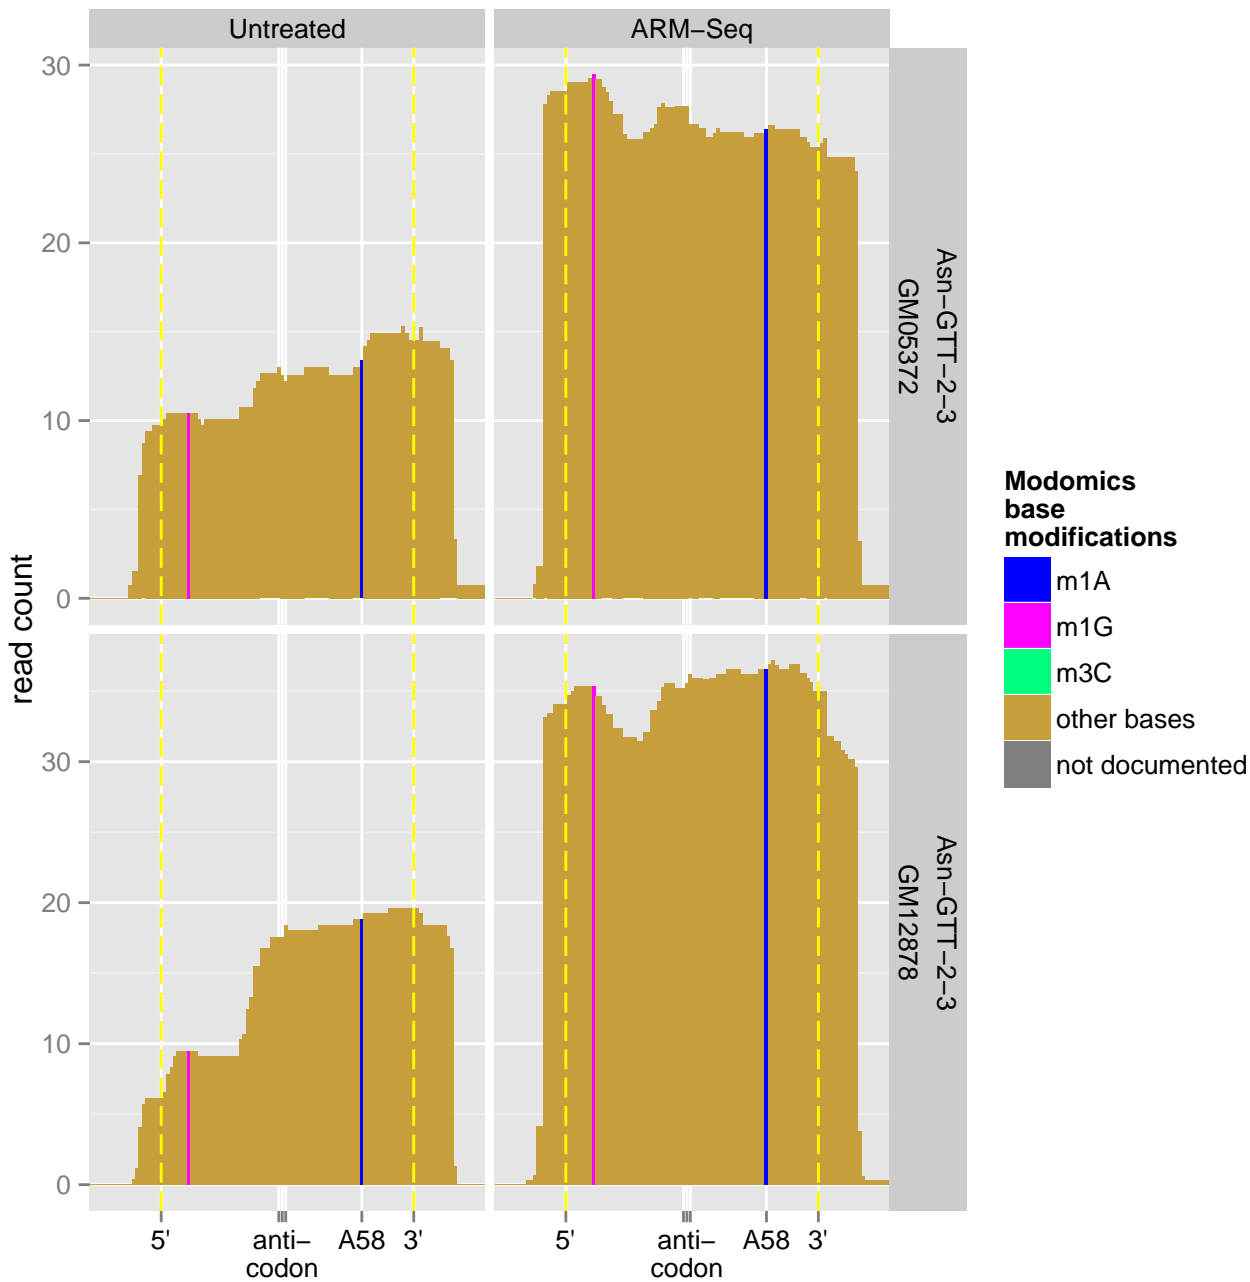 Untreated
ARM−Seq
read count
30
20
10
0
Asn−GTT−2−3
GM05372
30
20
10
0
Asn−GTT−2−3
GM12878
5'
anti−
codon
A58
3'
5'
anti−
codon
A58
3'
Modomics
base
modifications
m1A
m1G
m3C
other bases
not documented